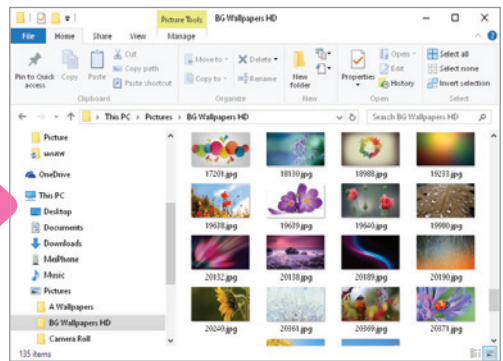 Picture Tools BG Wallpapers HD
File Home Share View Manage
Pin to Quick access
Copy
Paste
Cut
Copy path
Paste shortcut
Clipboard
Move to
Copy to
Delete
Rename
Organize
New folder
New
Properties
Open
Edit
History
Open
Select all
Select none
Invert selection
Select
This PC > Pictures > BG Wallpapers HD
Search BG Wallpapers HD
Picture
OneDrive
This PC
Desktop
Documents
Downloads
MeiPhone
Music
Pictures
A Wallpapers
BG Wallpapers HD
Camera Roll
17201.jpg 18130.jpg 18988.jpg 19233.jpg
19638.jpg 19639.jpg 19640.jpg 19980.jpg
20132.jpg 20138.jpg 20189.jpg 20190.jpg
20240.jpg 20361.jpg 20369.jpg 20371.jpg
135 items